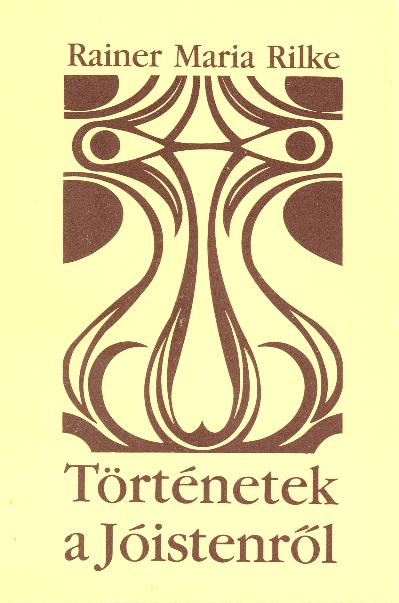 Rainer Maria Rilke
Történetek
a Jóistenről